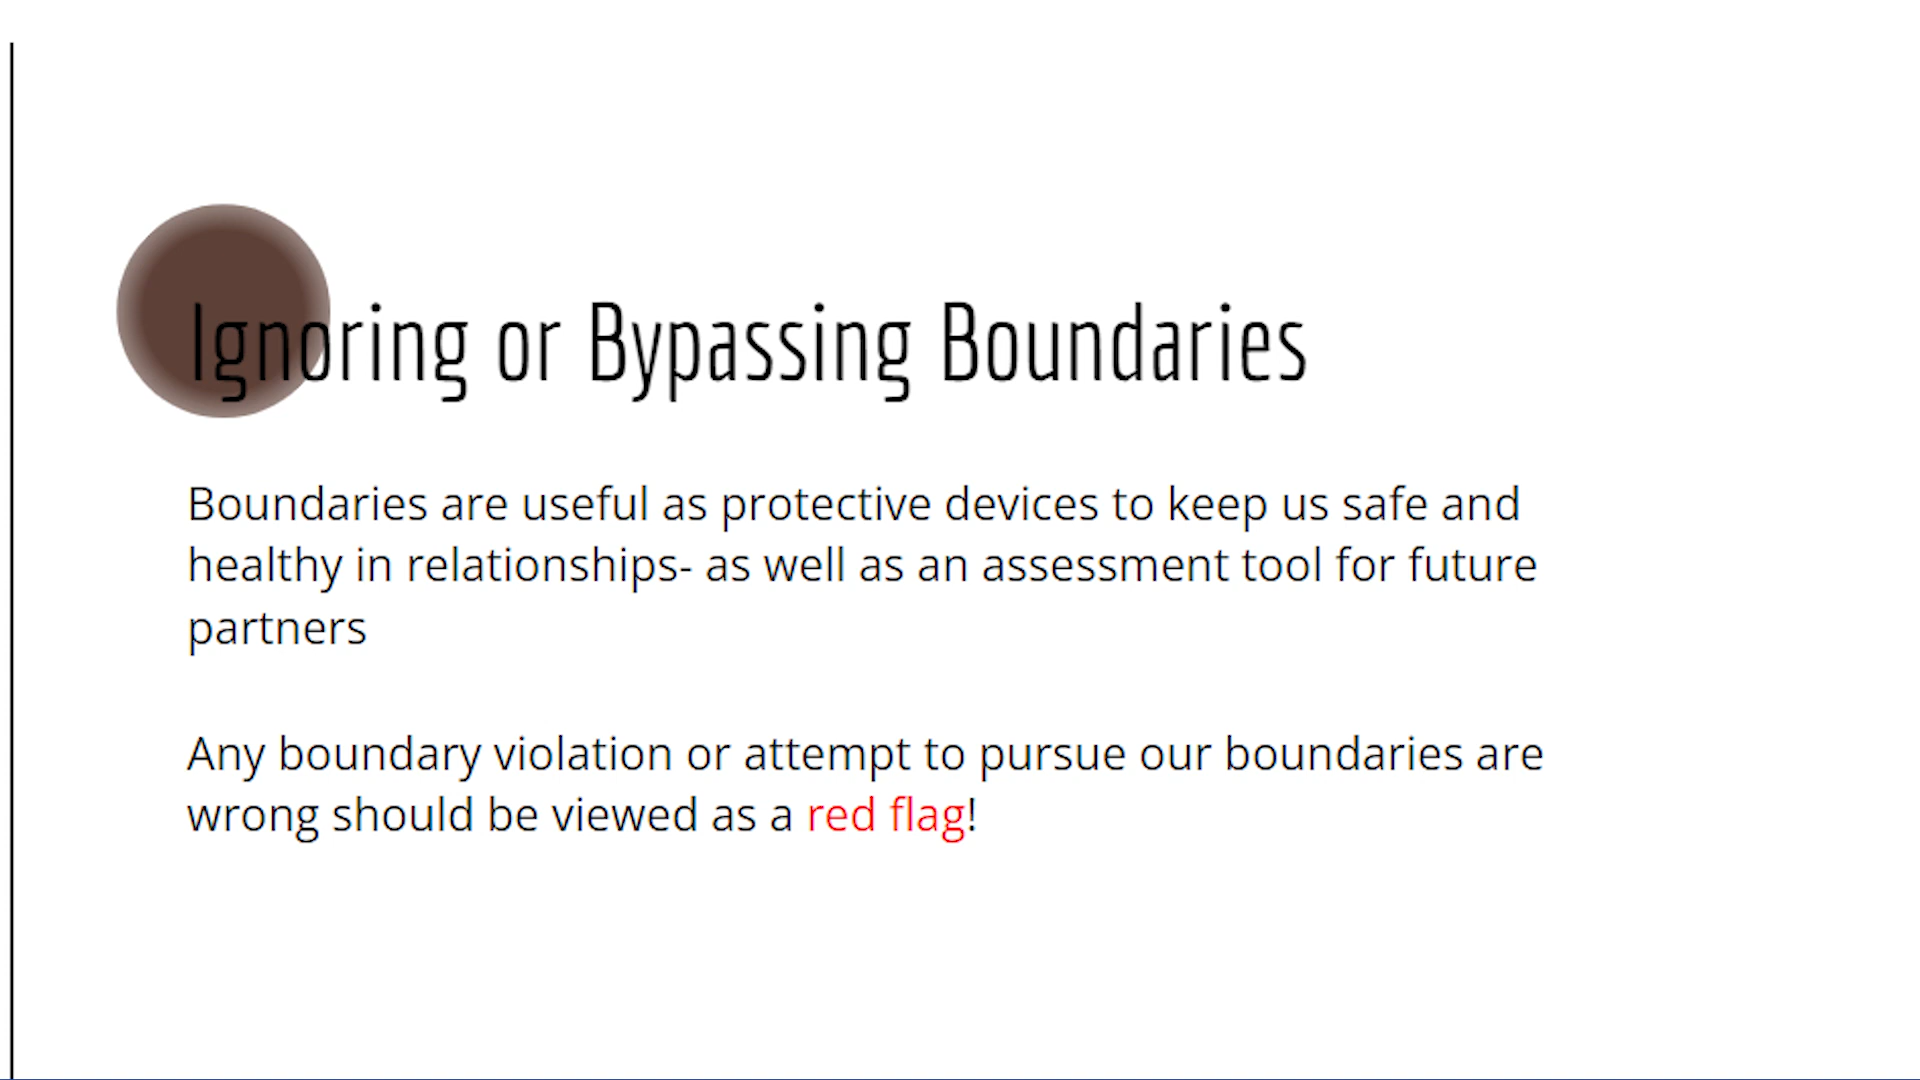 Ignoring or Bypassing Boundaries
Boundaries are useful as protective devices to keep us safe and
healthy in relationships- as well as an assessment tool for future
partners
Any boundary violation or attempt to pursue our boundaries are
wrong should be viewed as a red flag!